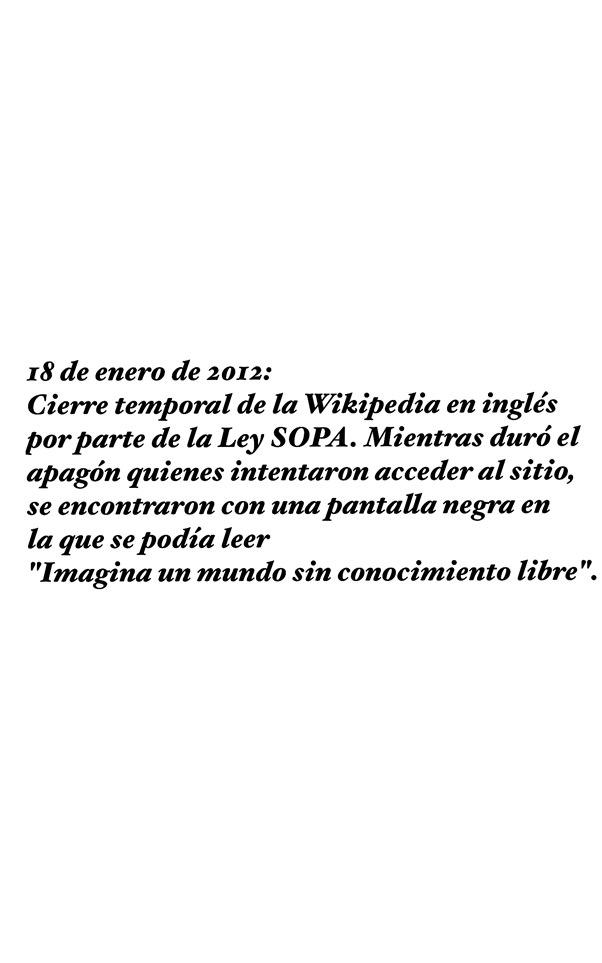 18 de enero de 2012:
Cierre temporal de la Wikipedia en inglés
por parte de la Ley SOPA. Mientras duró el
apagón quienes intentaron acceder al sitio,
se encontraron con una pantalla negra en
la que se podía leer
"Imagina un mundo sin conocimiento libre".